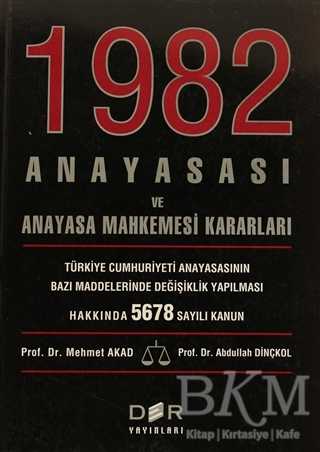 1982
ANAYASASI
VE
ANAYASA MAHKEMESİ KARARLARI
TÜRKİYE CUMHURİYETİ ANAYASASININ
BAZI MADDELERİNDE DEĞİŞİKLİK YAPILMASI
HAKKINDA 5678 SAYILI KANUN
Prof. Dr. Mehmet AKAD Prof. Dr. Abdullah DİNÇKOL
DER
YAYINLARI
BKM
Kitap | Kırtasiye | Kafe